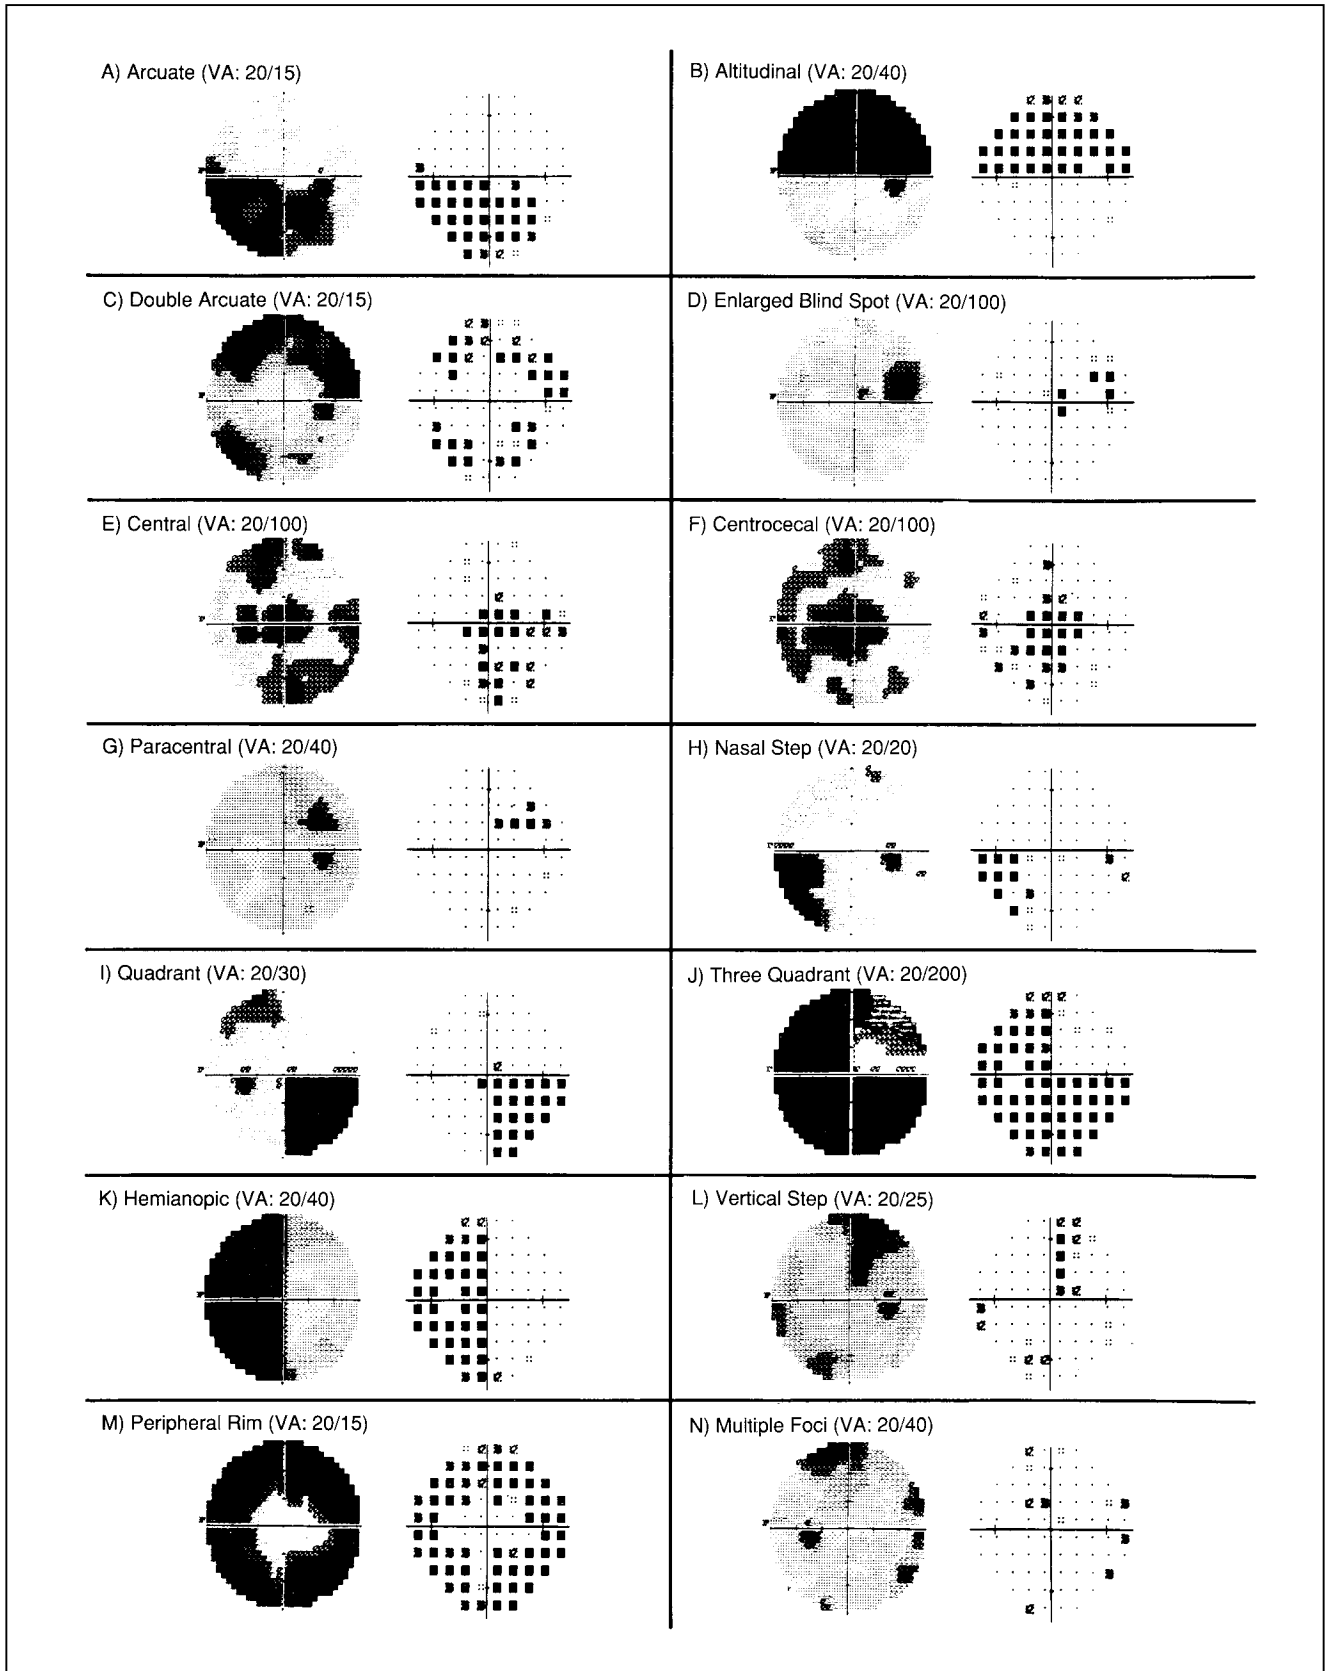 A) Arcuate (VA: 20/15)
B) Altitudinal (VA: 20/40)
C) Double Arcuate (VA: 20/15)
D) Enlarged Blind Spot (VA: 20/100)
E) Central (VA: 20/100)
F) Centrocecal (VA: 20/100)
G) Paracentral (VA: 20/40)
H) Nasal Step (VA: 20/20)
I) Quadrant (VA: 20/30)
J) Three Quadrant (VA: 20/200)
K) Hemianopic (VA: 20/40)
L) Vertical Step (VA: 20/25)
M) Peripheral Rim (VA: 20/15)
N) Multiple Foci (VA: 20/40)